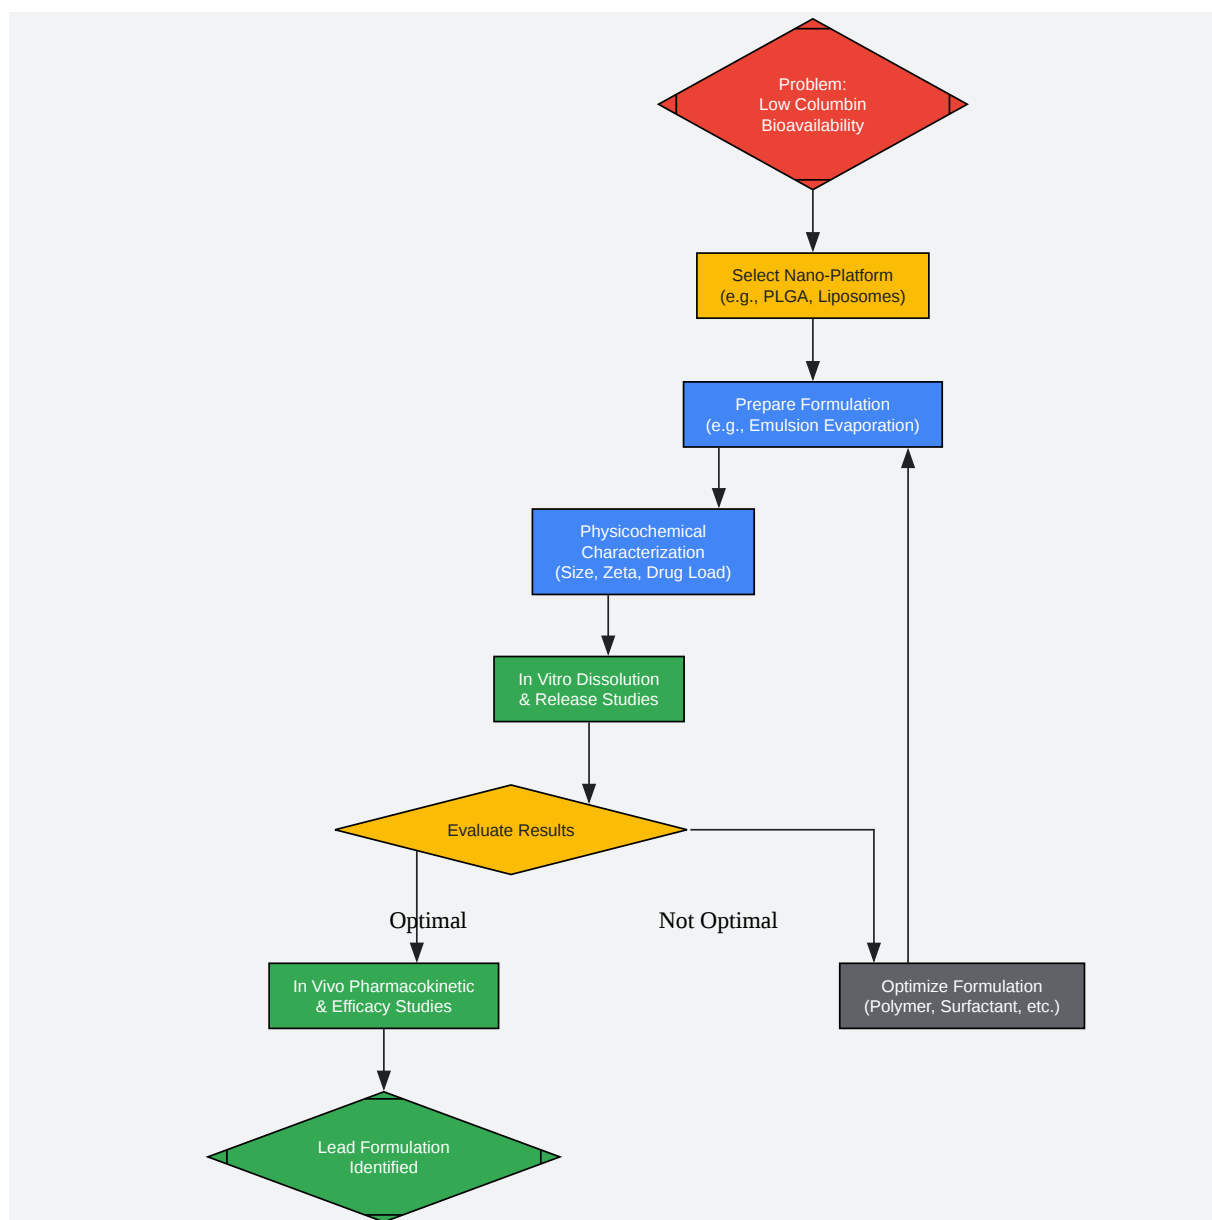 Problem:
Low Columbin
Bioavailability
Select Nano-Platform
(e.g., PLGA, Liposomes)
Prepare Formulation
(e.g., Emulsion Evaporation)
Physicochemical
Characterization
(Size, Zeta, Drug Load)
In Vitro Dissolution
& Release Studies
Evaluate Results
Optimal
Not Optimal
In Vivo Pharmacokinetic
& Efficacy Studies
Optimize Formulation
(Polymer, Surfactant, etc.)
Lead Formulation
Identified